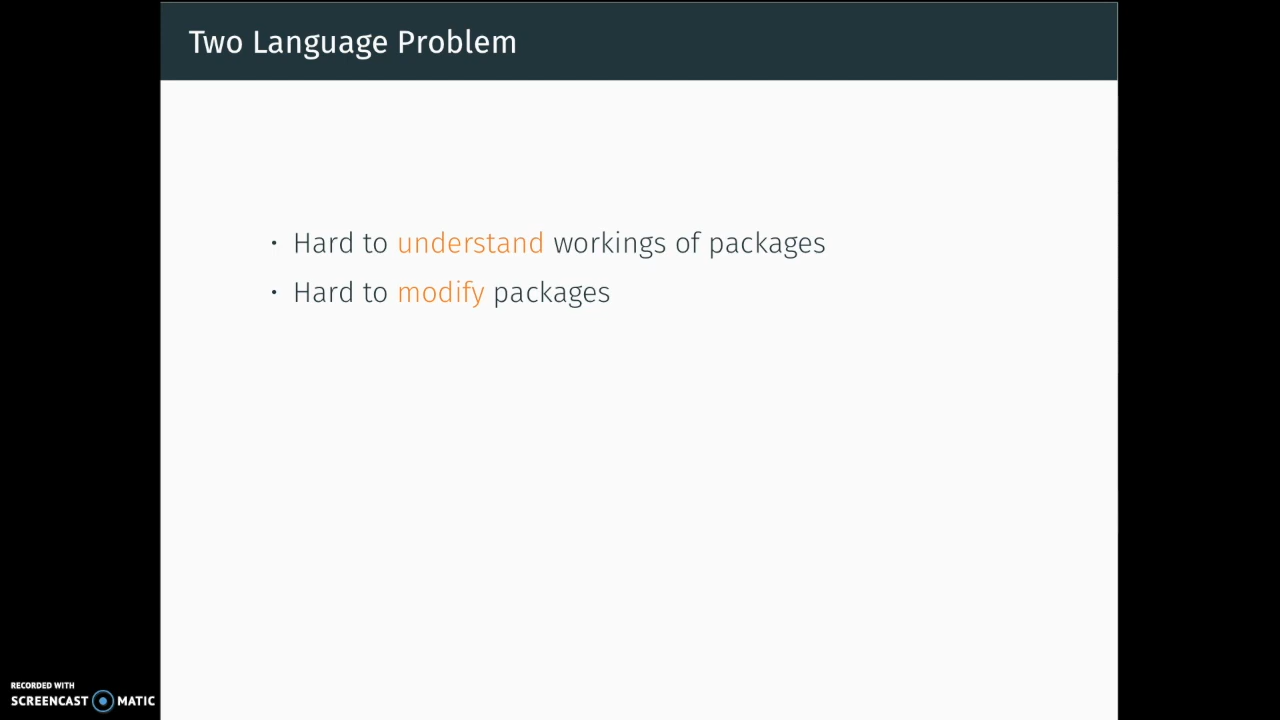 Two Language Problem
• Hard to understand workings of packages
• Hard to modify packages
RECORDED WITH
SCREENCAST MATIC